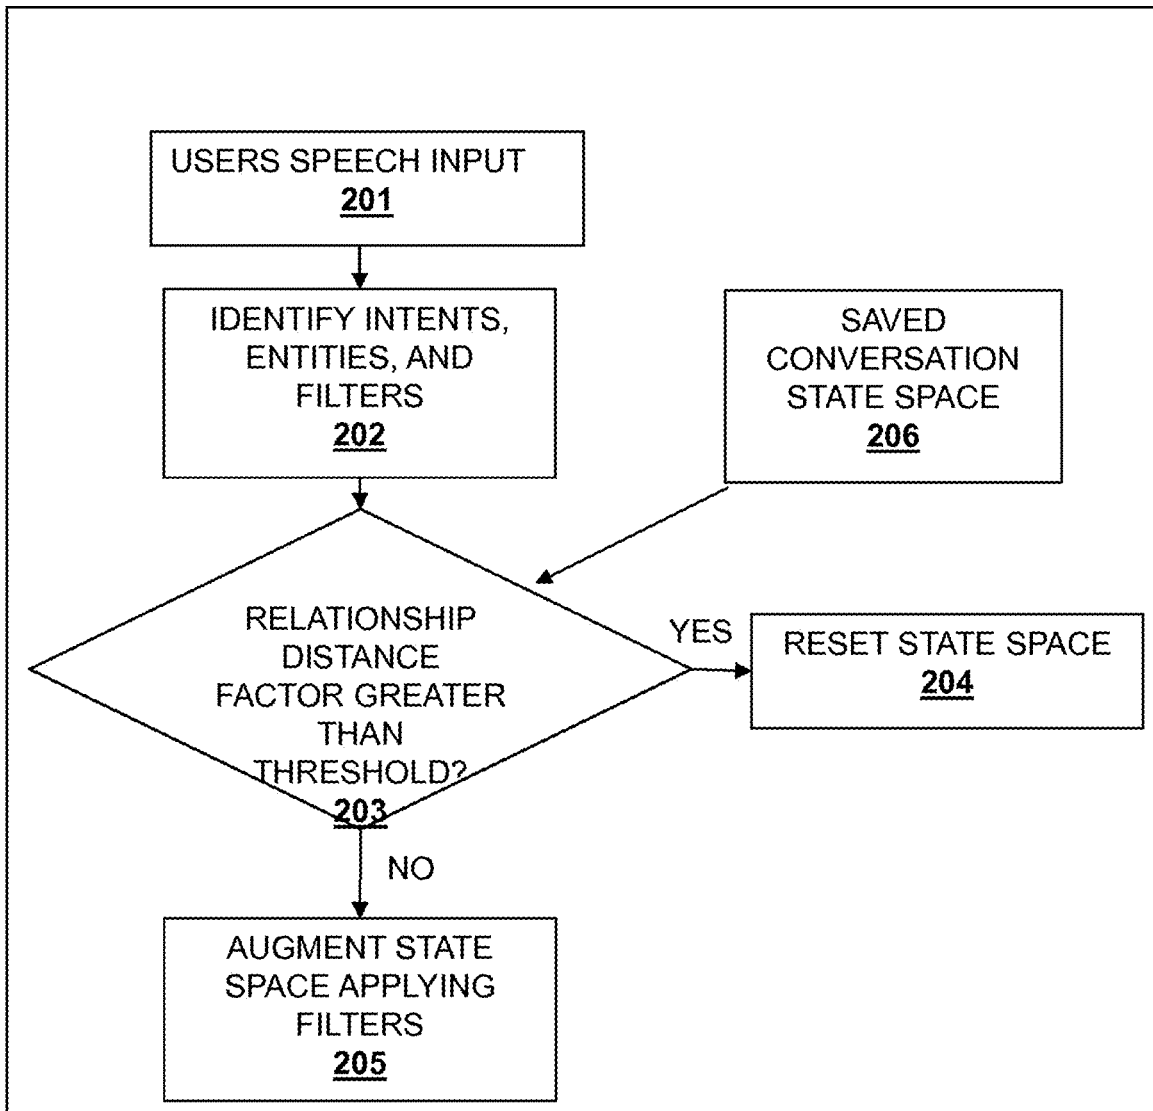 USERS SPEECH INPUT
201
IDENTIFY INTENTS,
ENTITIES, AND
FILTERS
202
SAVED
CONVERSATION
STATE SPACE
206
RELATIONSHIP
DISTANCE
FACTOR GREATER
THAN
THRESHOLD?
203
YES
RESET STATE SPACE
204
NO
AUGMENT STATE
SPACE APPLYING
FILTERS
205